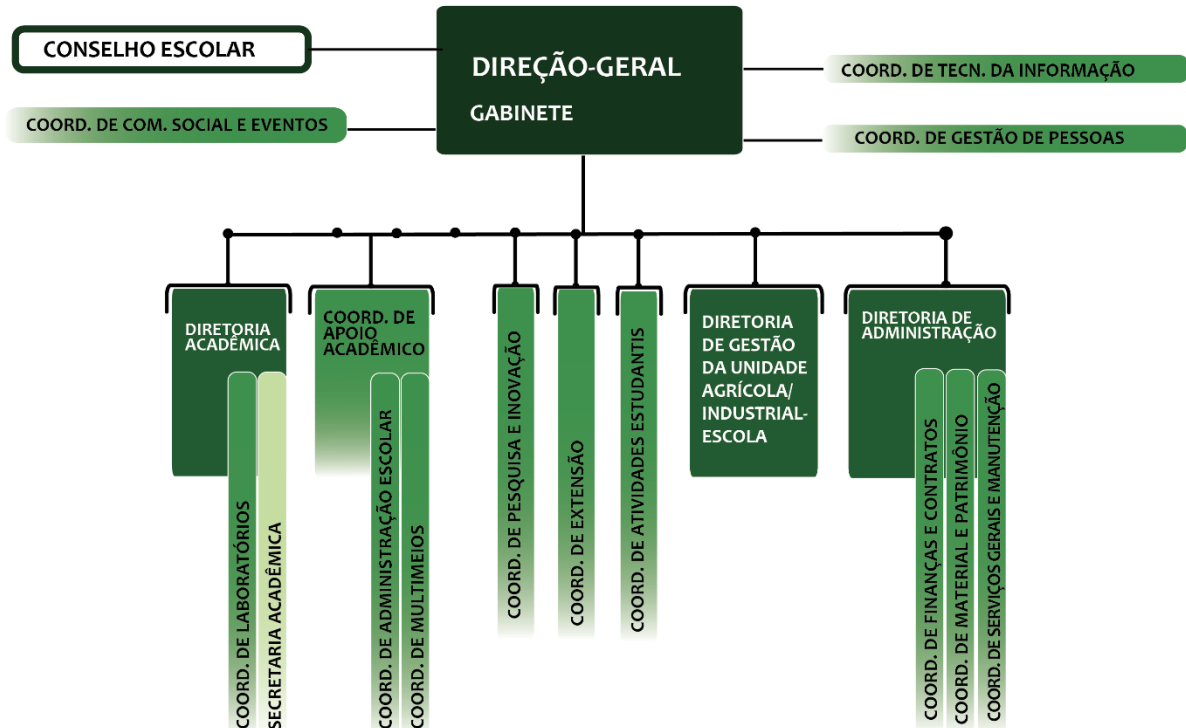 CONSELHO ESCOLAR
DIREÇÃO-GERAL
GABINETE
COORD. DE TECN. DA INFORMAÇÃO
COORD. DE COM. SOCIAL E EVENTOS
COORD. DE GESTÃO DE PESSOAS
DIRETORIA
ACADÊMICA
COORD. DE LABORATÓRIOS
SECRETARIA ACADÊMICA
COORD. DE
APOIO
ACADÊMICO
COORD. DE ADMINISTRAÇÃO ESCOLAR
COORD. DE MULTIMEIOS
COORD. DE PESQUISA E INOVAÇÃO
COORD. DE EXTENSÃO
COORD. DE ATIVIDADES ESTUDANTIS
DIRETORIA
DE GESTÃO
DA UNIDADE
AGRÍCOLA/
INDUSTRIAL-
ESCOLA
DIRETORIA DE
ADMINISTRAÇÃO
COORD. DE FINANÇAS E CONTRATOS
COORD. DE MATERIAL E PATRIMÔNIO
COORD. DE SERVIÇOS GERAIS E MANUTENÇÃO